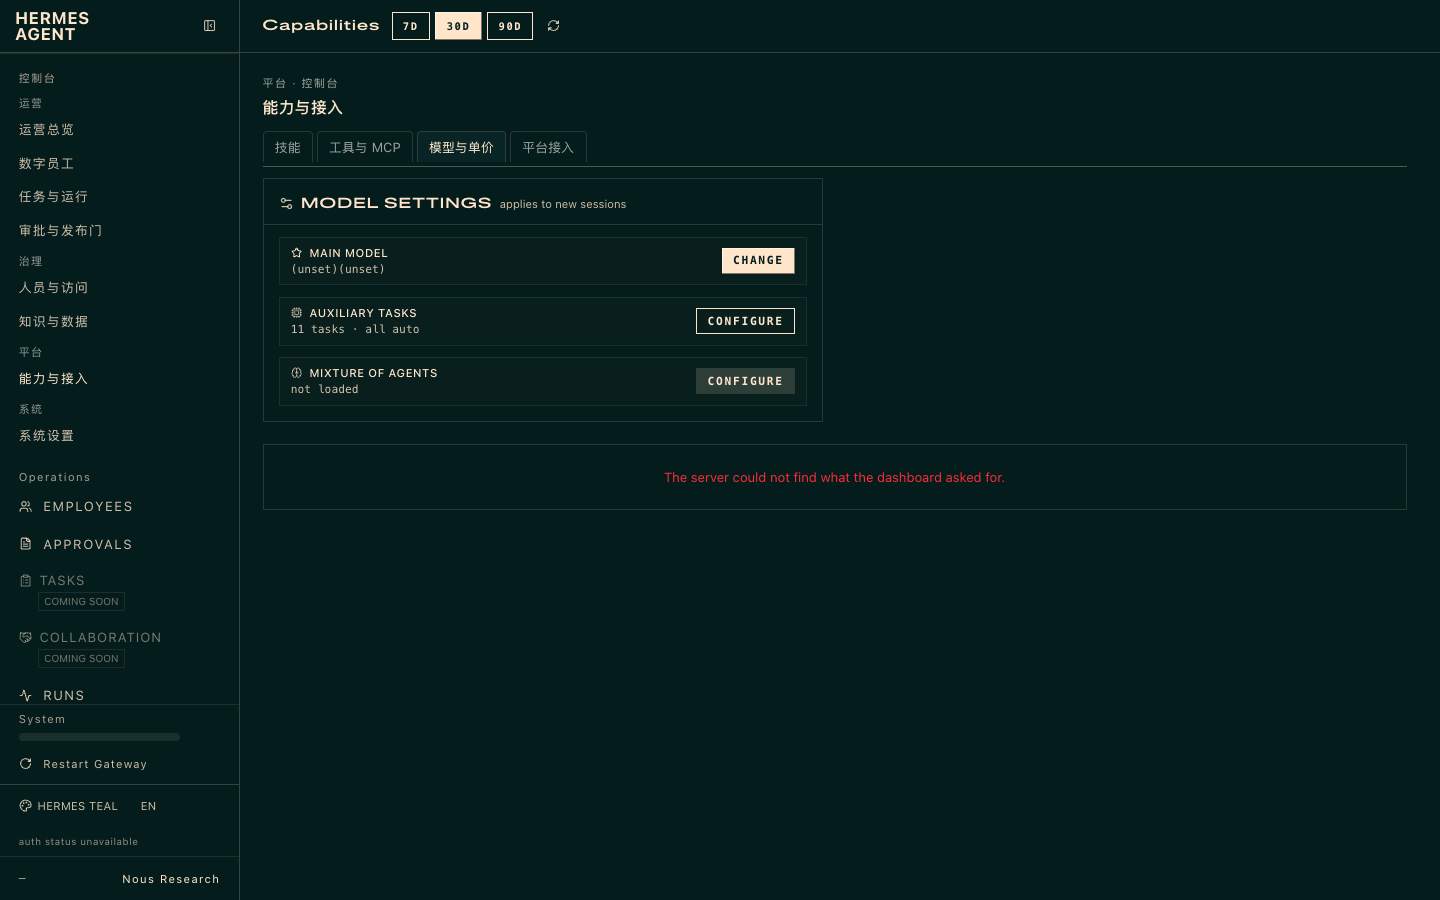 HERMES
AGENT
控制台
运营
运营总览
数字员工
任务与运行
审批与发布门
治理
人员与访问
知识与数据
平台
能力与接入
系统
系统设置
Operations
EMPLOYEES
APPROVALS
TASKS
COMING SOON
COLLABORATION
COMING SOON
RUNS
System
Restart Gateway
HERMES TEAL EN
auth status unavailable
— Nous Research
Capabilities 7D 30D 90D
平台 · 控制台
能力与接入
技能 工具与 MCP 模型与单价 平台接入
MODEL SETTINGS applies to new sessions
MAIN MODEL
(unset)(unset)
CHANGE
AUXILIARY TASKS
11 tasks · all auto
CONFIGURE
MIXTURE OF AGENTS
not loaded
CONFIGURE
The server could not find what the dashboard asked for.